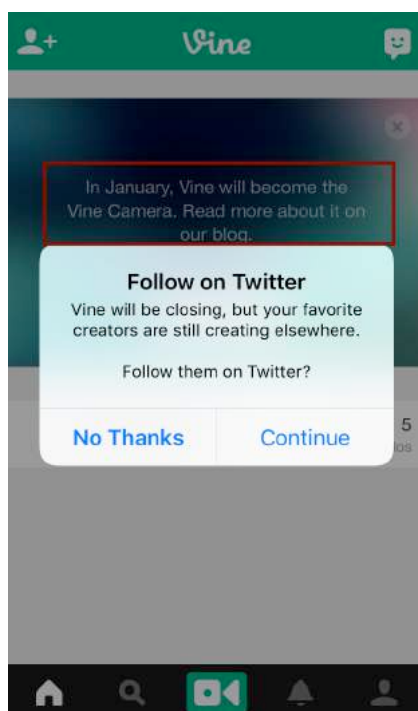 Vine
In January, Vine will become the
Vine Camera. Read more about it on
our blog.
Follow on Twitter
Vine will be closing, but your favorite
creators are still creating elsewhere.
Follow them on Twitter?
No Thanks
Continue
5